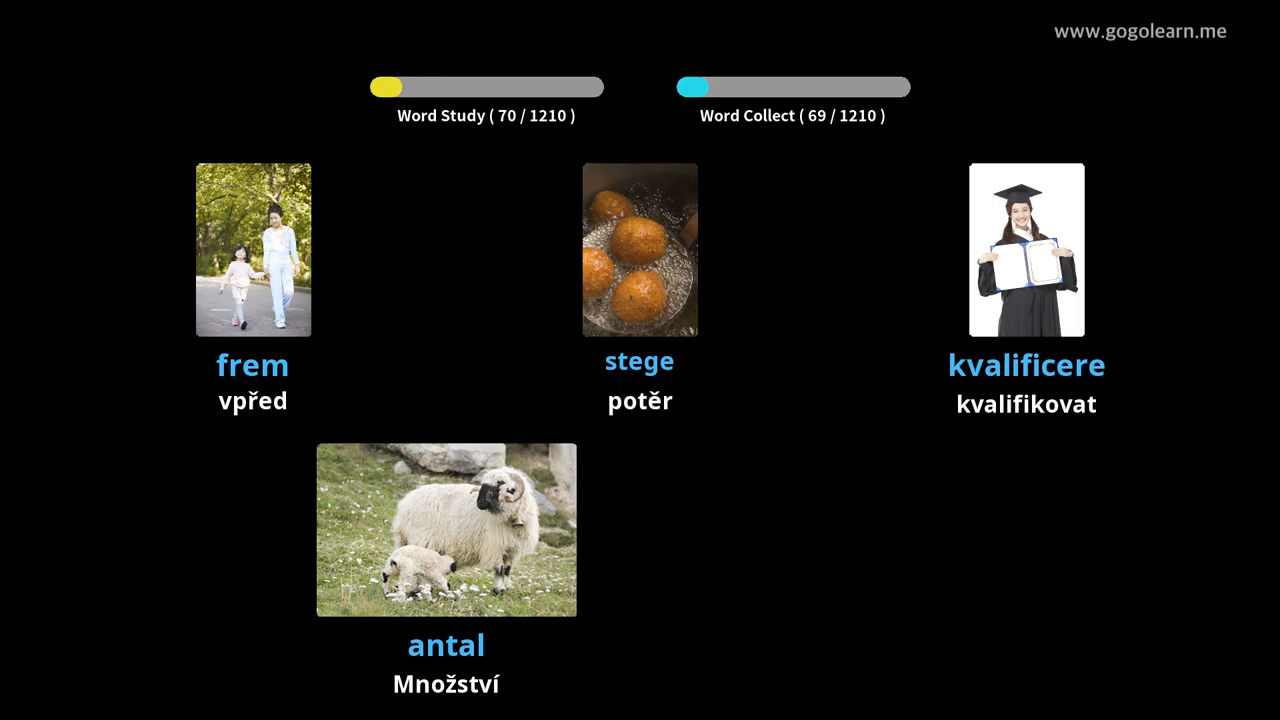 www.gogolearn.me
Word Study ( 70 / 1210 )
Word Collect ( 69 / 1210 )
frem
vpřed
stege
potěr
kvalificere
kvalifikovat
antal
Množství